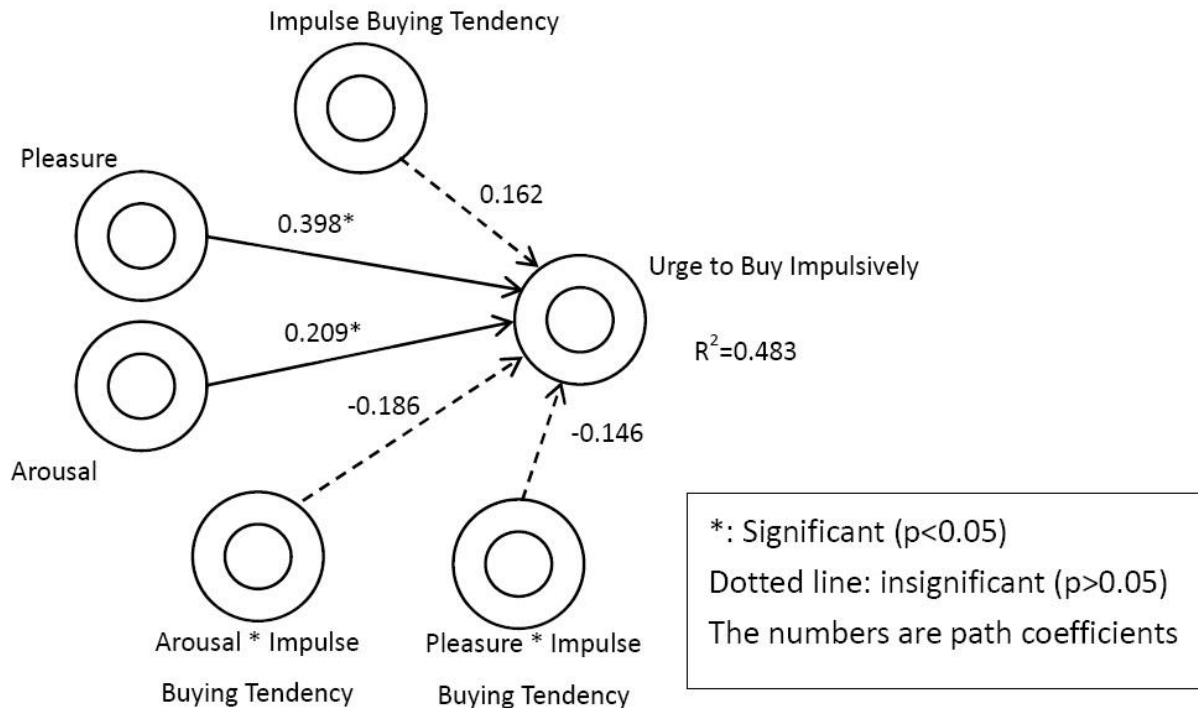 Impulse Buying Tendency
Pleasure
0.162
0.398*
Urge to Buy Impulsively
0.209*
R²=0.483
-0.186
-0.146
Arousal
*: Significant (p<0.05)
Dotted line: insignificant (p>0.05)
The numbers are path coefficients
Arousal * Impulse
Buying Tendency
Pleasure * Impulse
Buying Tendency